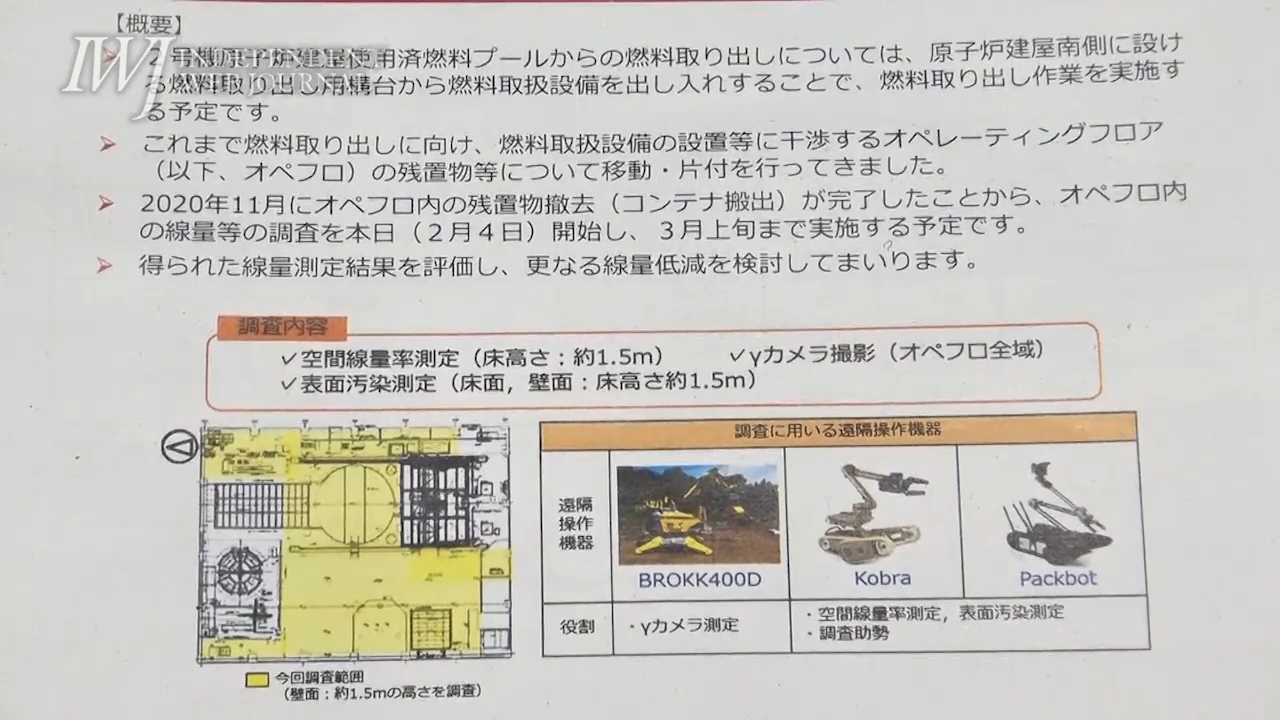 【概要】
IWJ INDEPENDENT WEB JOURNAL
2号機原子炉建屋使用済燃料プールからの燃料取り出しについては、原子炉建屋南側に設け
る燃料取り出し用構台から燃料取扱設備を出し入れすることで、燃料取り出し作業を実施す
る予定です。
これまで燃料取り出しに向け、燃料取扱設備の設置等に干渉するオペレーティングフロア
（以下、オペフロ）の残置物等について移動・片付を行ってきました。
2020年11月にオペフロ内の残置物撤去（コンテナ搬出）が完了したことから、オペフロ内
の線量等の調査を本日（２月４日）開始し、３月上旬まで実施する予定です。
得られた線量測定結果を評価し、更なる線量低減を検討してまいります。
調査内容
✓空間線量率測定（床高さ：約1.5m） ✓γカメラ撮影（オペフロ全域）
✓表面汚染測定（床面，壁面：床高さ約1.5m）
調査に用いる遠隔操作機器
遠隔
操作
機器
BROKK400D Kobra Packbot
役割 ・γカメラ測定 ・空間線量率測定，表面汚染測定
・調査助勢
今回調査範囲
（壁面：約1.5mの高さを調査）